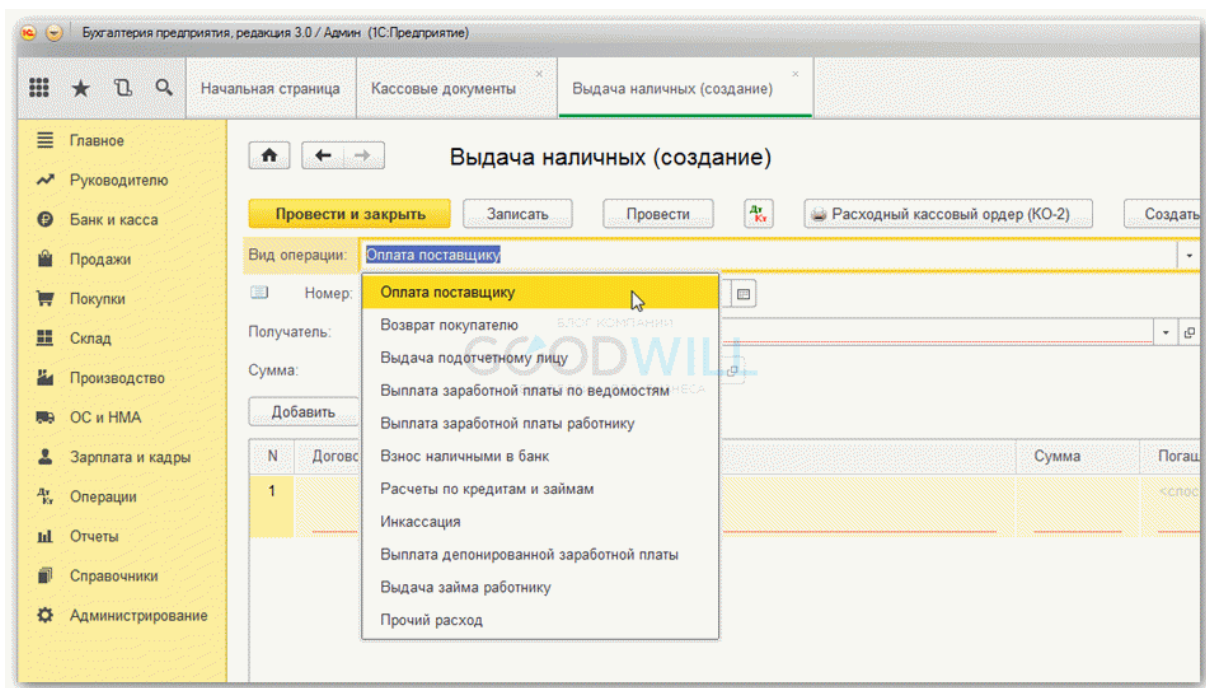 Бухгалтерия предприятия, редакция 3.0 / Админ (1С:Предприятие)
Начальная страница
Кассовые документы
Выдача наличных (создание)
Главное
Руководителю
Банк и касса
Продажи
Покупки
Склад
Производство
ОС и НМА
Зарплата и кадры
Операции
Отчеты
Справочники
Администрирование
Выдача наличных (создание)
Провести и закрыть
Записать
Провести
Дт Кт
Расходный кассовый ордер (КО-2)
Создать
Вид операции:
Оплата поставщику
Номер:
Получатель:
Сумма:
Добавить
Оплата поставщику
Возврат покупателю
Выдача подотчетному лицу
Выплата заработной платы по ведомостям
Выплата заработной платы работнику
Взнос наличными в банк
Расчеты по кредитам и займам
Инкассация
Выплата депонированной заработной платы
Выдача займа работнику
Прочий расход
БЛОГ КОМПАНИИ
GOODWILL
N
Догово
Сумма
Погаш
1
<спос